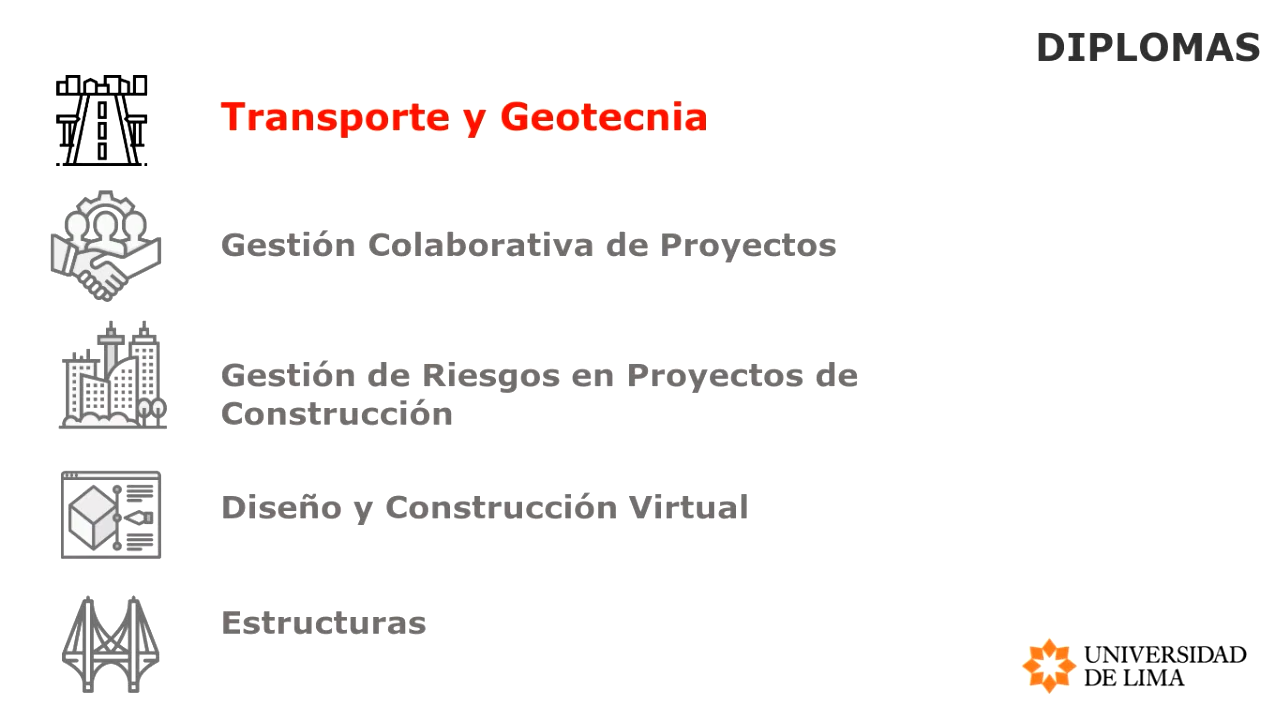 DIPLOMAS
Transporte y Geotecnia
Gestión Colaborativa de Proyectos
Gestión de Riesgos en Proyectos de
Construcción
Diseño y Construcción Virtual
Estructuras
UNIVERSIDAD
DE LIMA